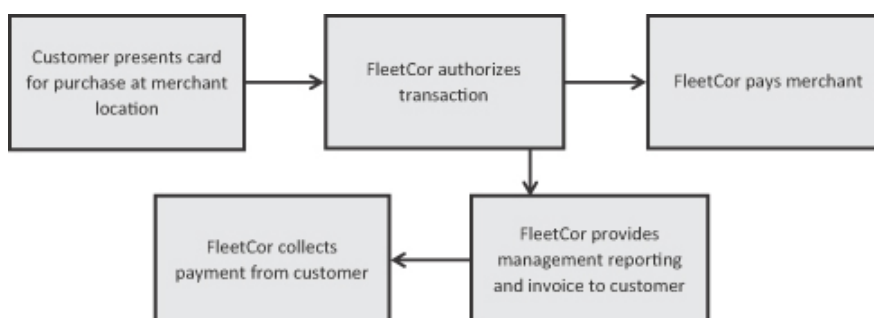 Customer presents card
for purchase at merchant
location
FleetCor authorizes
transaction
FleetCor pays merchant
FleetCor collects
payment from customer
FleetCor provides
management reporting
and invoice to customer